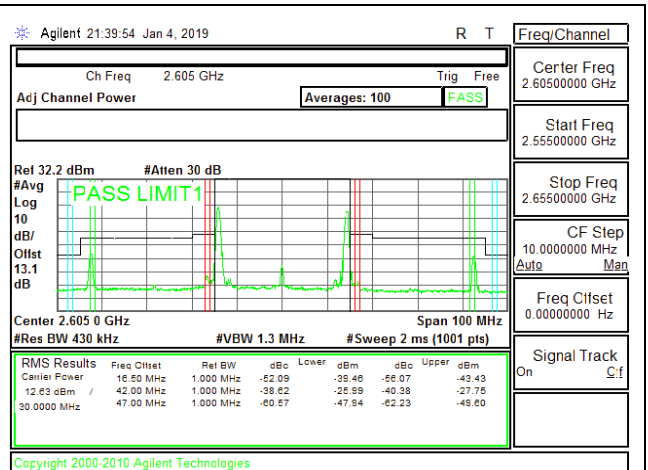 Agilent 21:39:54 Jan 4, 2019 R T
Ch Freq 2.605 GHz Trig Free
Adj Channel Power Averages: 100 PASS
Ref 32.2 dBm #Atten 30 dB
#Avg
Log
10
dB/
Offst
13.1
dB
PASS LIMIT1
Center 2.605 0 GHz Span 100 MHz
#Res BW 430 kHz #VBW 1.3 MHz #Sweep 2 ms (1001 pts)
RMS Results Freq Offset Ref BW dBc Lower dBm dBc Upper dBm
Carrier Power 16.50 MHz 1.000 MHz -52.09 -39.46 -56.07 -43.43
12.63 dBm / 42.00 MHz 1.000 MHz -38.62 -25.99 -40.38 -27.75
30.0000 MHz 47.00 MHz 1.000 MHz -60.57 -47.94 -62.23 -49.60
Copyright 2000-2010 Agilent Technologies
Freq/Channel
Center Freq
2.60500000 GHz
Start Freq
2.55500000 GHz
Stop Freq
2.65500000 GHz
CF Step
10.0000000 MHz
Auto Man
Freq Offset
0.00000000 Hz
Signal Track
On Off